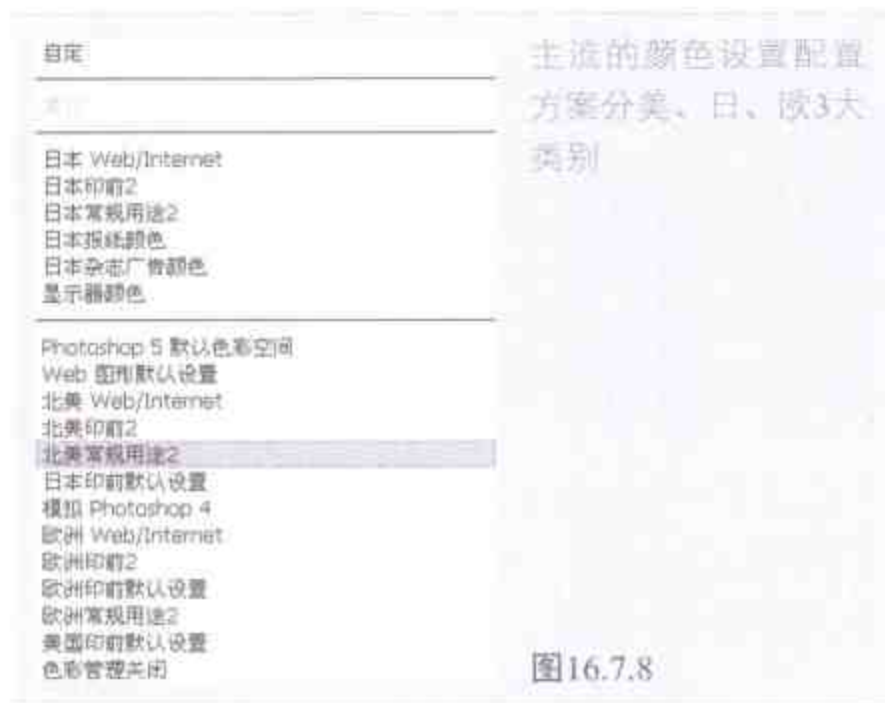 自定
日本 Web/Internet
日本印前2
日本常规用途2
日本报纸颜色
日本杂志广告颜色
显示器颜色
Photoshop 5 默认色彩空间
Web 图形默认设置
北美 Web/Internet
北美印前2
北美常规用途2
日本印前默认设置
模拟 Photoshop 4
欧洲 Web/Internet
欧洲印前2
欧洲印前默认设置
欧洲常规用途2
美国印前默认设置
色彩管理关闭
主流的颜色设置配置
方案分美、日、欧3大
类别
图16.7.8